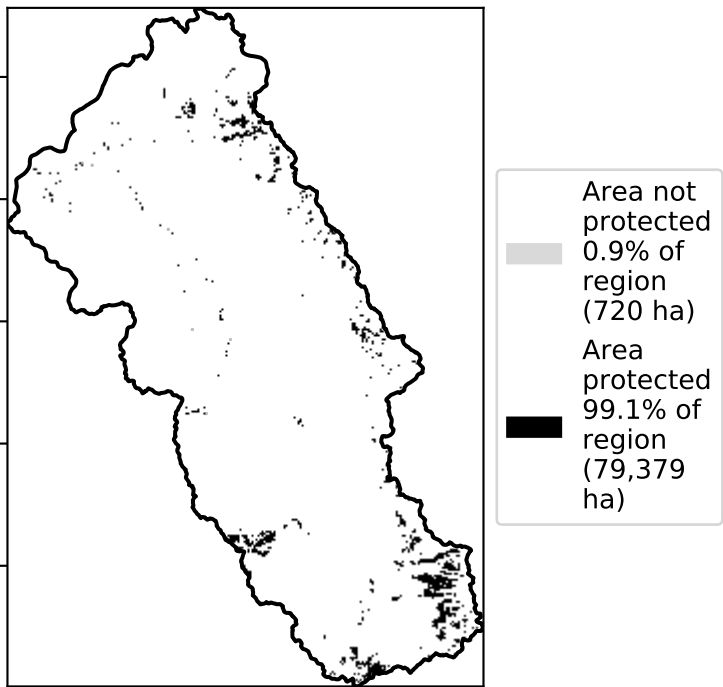 Area not
protected
0.9% of
region
(720 ha)
Area
protected
99.1% of
region
(79,379
ha)